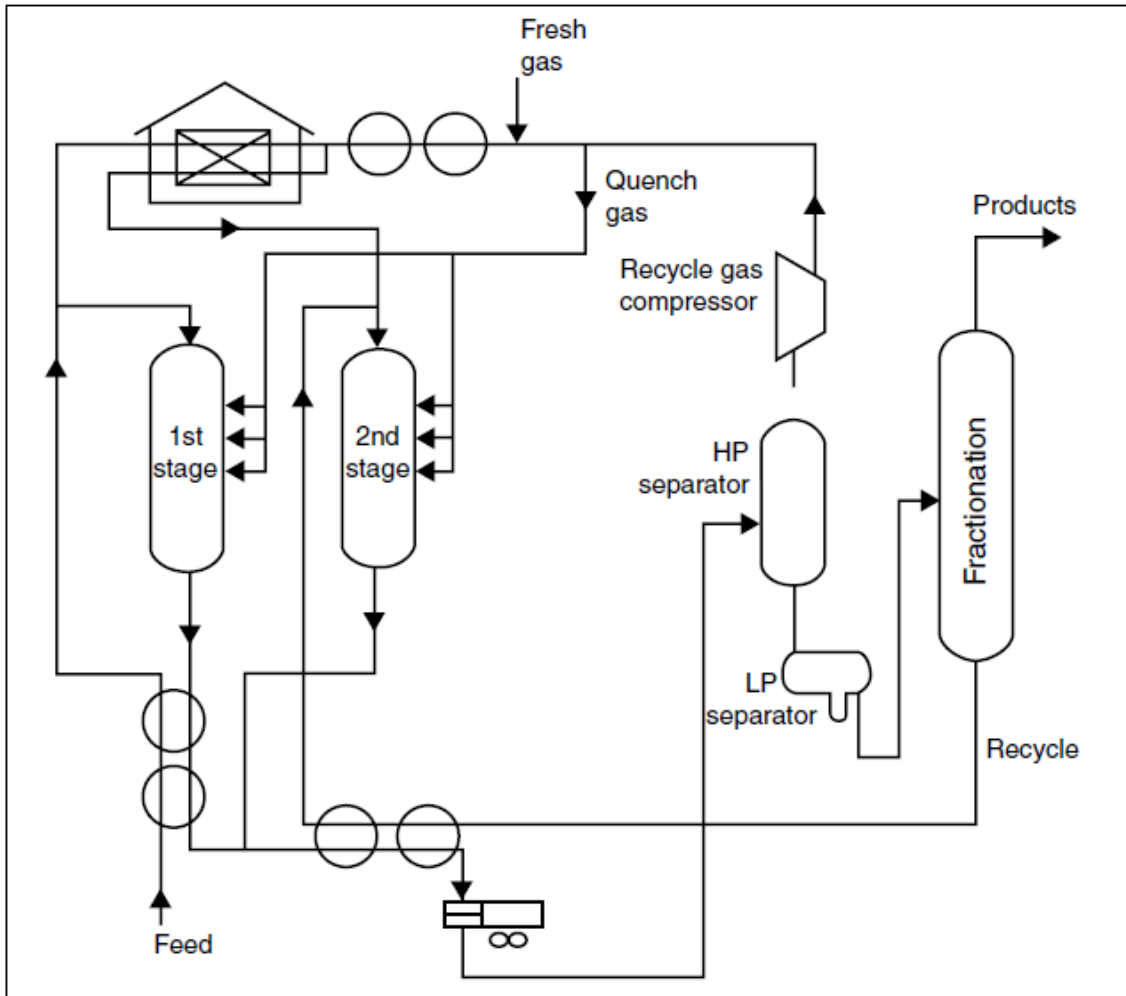 Fresh
gas
Quench
gas
Products
Recycle gas
compressor
1st
stage
2nd
stage
HP
separator
Fractionation
LP
separator
Recycle
Feed